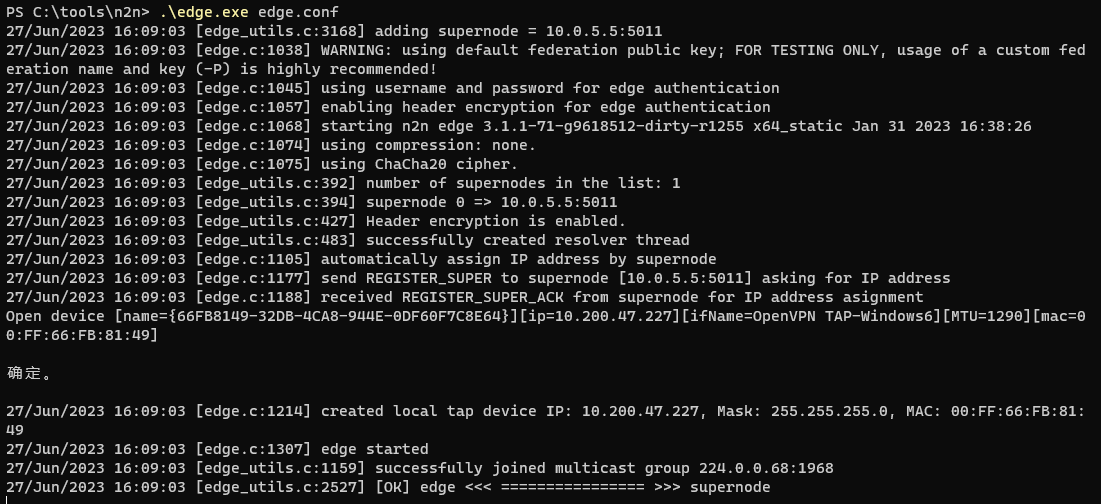 PS C:\tools\n2n> .\edge.exe edge.conf
27/Jun/2023 16:09:03 [edge_utils.c:3168] adding supernode = 10.0.5.5:5011
27/Jun/2023 16:09:03 [edge.c:1038] WARNING: using default federation public key; FOR TESTING ONLY, usage of a custom fed
eration name and key (-P) is highly recommended!
27/Jun/2023 16:09:03 [edge.c:1045] using username and password for edge authentication
27/Jun/2023 16:09:03 [edge.c:1057] enabling header encryption for edge authentication
27/Jun/2023 16:09:03 [edge.c:1068] starting n2n edge 3.1.1-71-g9618512-dirty-r1255 x64_static Jan 31 2023 16:38:26
27/Jun/2023 16:09:03 [edge.c:1074] using compression: none.
27/Jun/2023 16:09:03 [edge.c:1075] using ChaCha20 cipher.
27/Jun/2023 16:09:03 [edge_utils.c:392] number of supernodes in the list: 1
27/Jun/2023 16:09:03 [edge_utils.c:394] supernode 0 => 10.0.5.5:5011
27/Jun/2023 16:09:03 [edge_utils.c:427] Header encryption is enabled.
27/Jun/2023 16:09:03 [edge_utils.c:483] successfully created resolver thread
27/Jun/2023 16:09:03 [edge.c:1105] automatically assign IP address by supernode
27/Jun/2023 16:09:03 [edge.c:1177] send REGISTER_SUPER to supernode [10.0.5.5:5011] asking for IP address
27/Jun/2023 16:09:03 [edge.c:1188] received REGISTER_SUPER_ACK from supernode for IP address asignment
Open device [name={66FB8149-32DB-4CA8-944E-0DF60F7C8E64}][ip=10.200.47.227][ifName=OpenVPN TAP-Windows6][MTU=1290][mac=0
0:FF:66:FB:81:49]
确定。
27/Jun/2023 16:09:03 [edge.c:1214] created local tap device IP: 10.200.47.227, Mask: 255.255.255.0, MAC: 00:FF:66:FB:81:
49
27/Jun/2023 16:09:03 [edge.c:1307] edge started
27/Jun/2023 16:09:03 [edge_utils.c:1159] successfully joined multicast group 224.0.0.68:1968
27/Jun/2023 16:09:03 [edge_utils.c:2527] [OK] edge <<< ================ >>> supernode